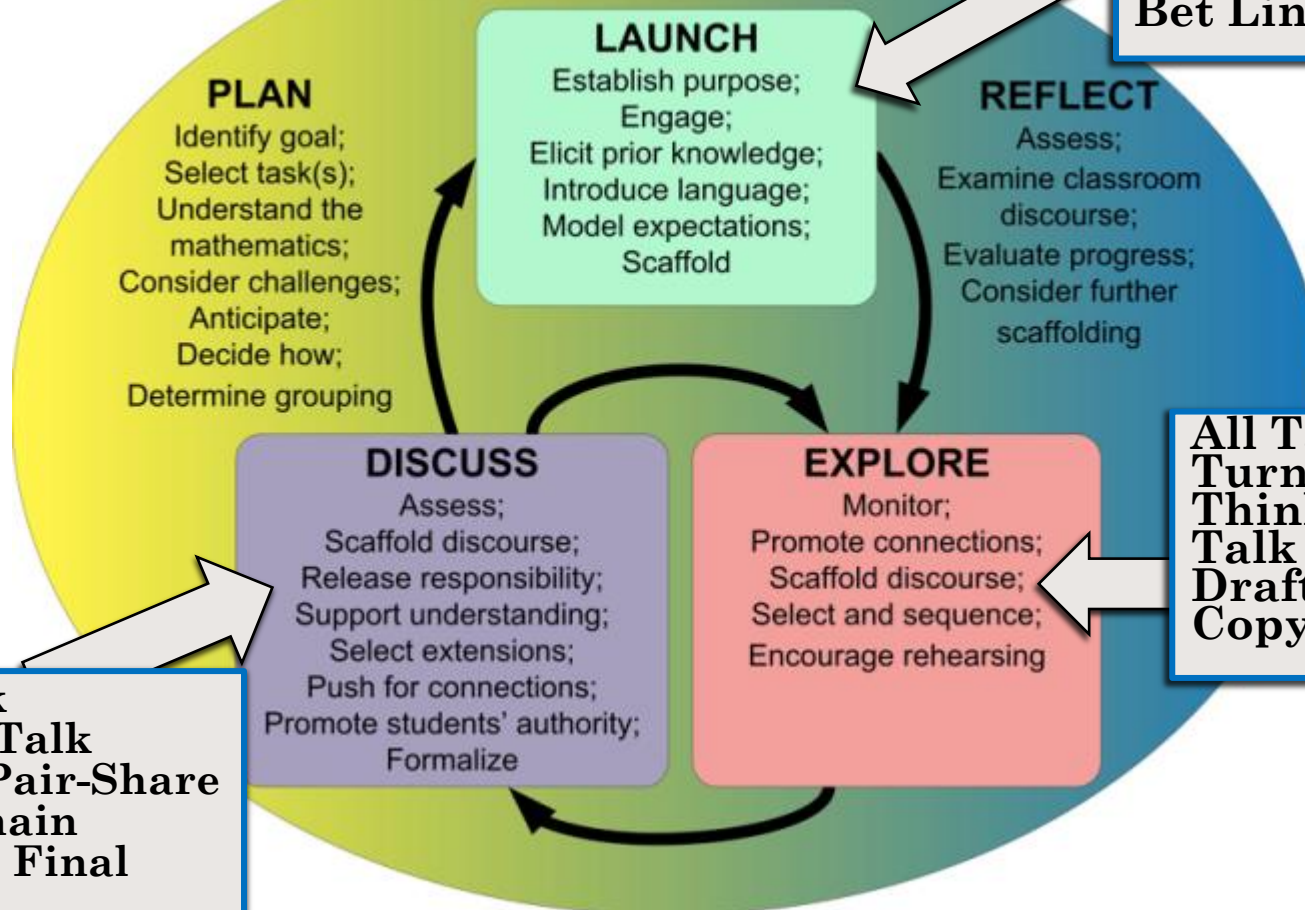 Bet Lin
PLAN
Identify goal;
Select task(s);
Understand the
mathematics;
Consider challenges;
Anticipate;
Decide how;
Determine grouping
LAUNCH
Establish purpose;
Engage;
Elicit prior knowledge;
Introduce language;
Model expectations;
Scaffold
REFLECT
Assess;
Examine classroom
discourse;
Evaluate progress;
Consider further
scaffolding
DISCUSS
Assess;
Scaffold discourse;
Release responsibility;
Support understanding;
Select extensions;
Push for connections;
Promote students' authority;
Formalize
EXPLORE
Monitor;
Promote connections;
Scaffold discourse;
Select and sequence;
Encourage rehearsing
All T
Turn
Think
Talk
Draft
Copy
Talk
Pair-Share
Final